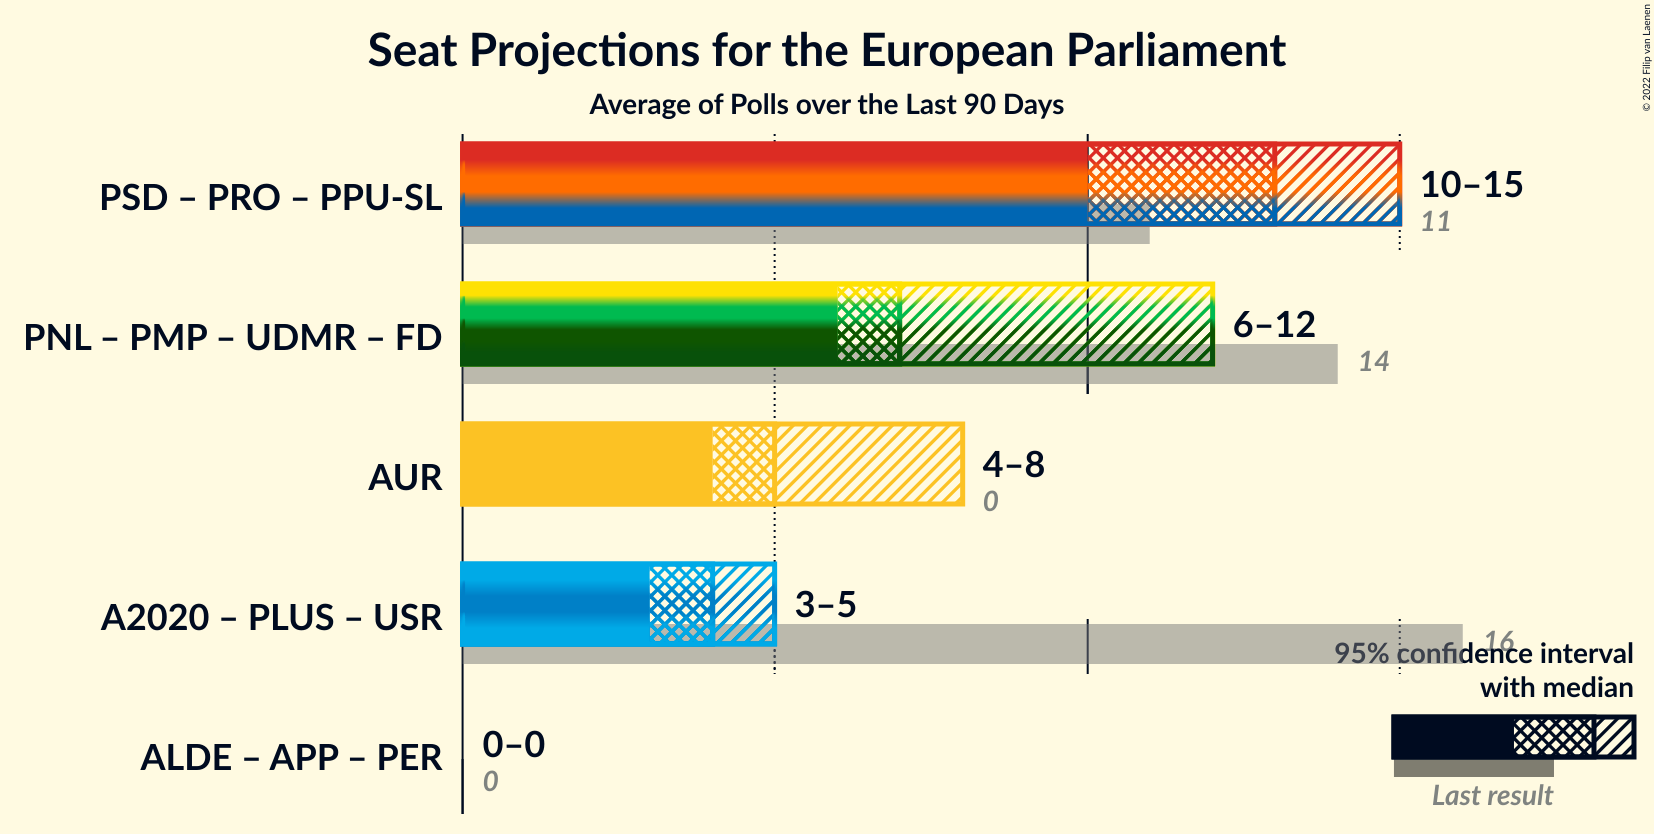 Seat Projections for the European Parliament
Average of Polls over the Last 90 Days
© 2022 Filip van Laenen
PSD – PRO – PPU-SL
10–15
11
PNL – PMP – UDMR – FD
6–12
14
AUR
4–8
0
A2020 – PLUS – USR
3–5
16
ALDE – APP – PER
0–0
0
95% confidence interval
with median
Last result